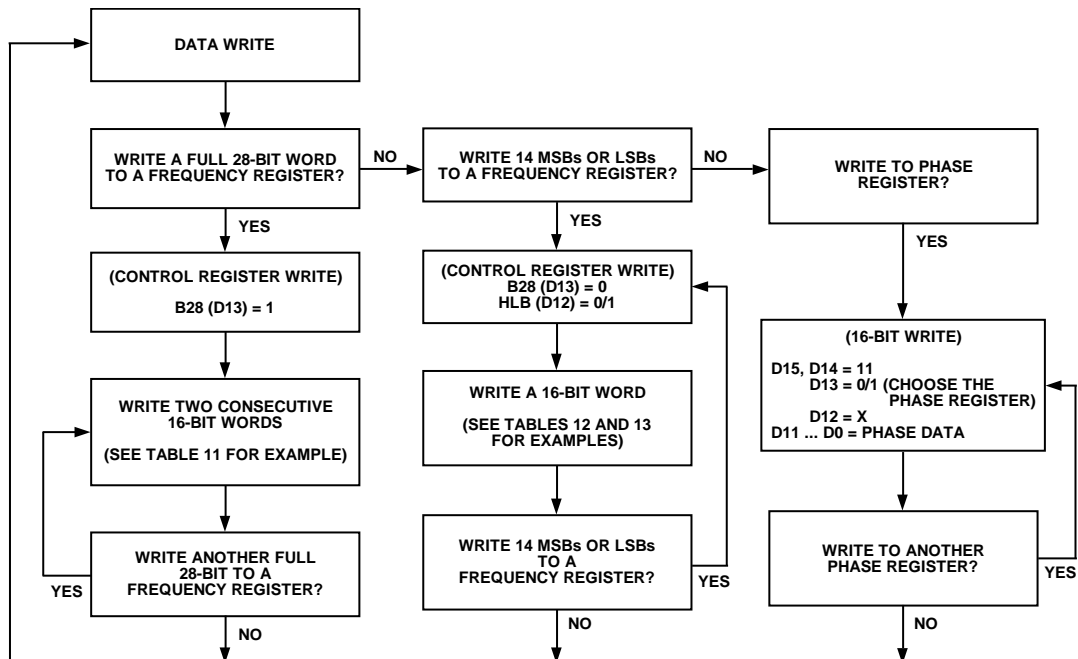 DATA WRITE
WRITE A FULL 28-BIT WORD
TO A FREQUENCY REGISTER?
NO
WRITE 14 MSBs OR LSBs
TO A FREQUENCY REGISTER?
NO
WRITE TO PHASE
REGISTER?
YES
YES
YES
(CONTROL REGISTER WRITE)
B28 (D13) = 1
(CONTROL REGISTER WRITE)
B28 (D13) = 0
HLB (D12) = 0/1
(16-BIT WRITE)
D15, D14 = 11
D13 = 0/1 (CHOOSE THE
PHASE REGISTER)
D12 = X
D11 ... D0 = PHASE DATA
WRITE TWO CONSECUTIVE
16-BIT WORDS
(SEE TABLE 11 FOR EXAMPLE)
WRITE A 16-BIT WORD
(SEE TABLES 12 AND 13
FOR EXAMPLES)
WRITE ANOTHER FULL
28-BIT TO A
FREQUENCY REGISTER?
YES
WRITE 14 MSBs OR LSBs
TO A
FREQUENCY REGISTER?
YES
WRITE TO ANOTHER
PHASE REGISTER?
YES
NO
NO
NO